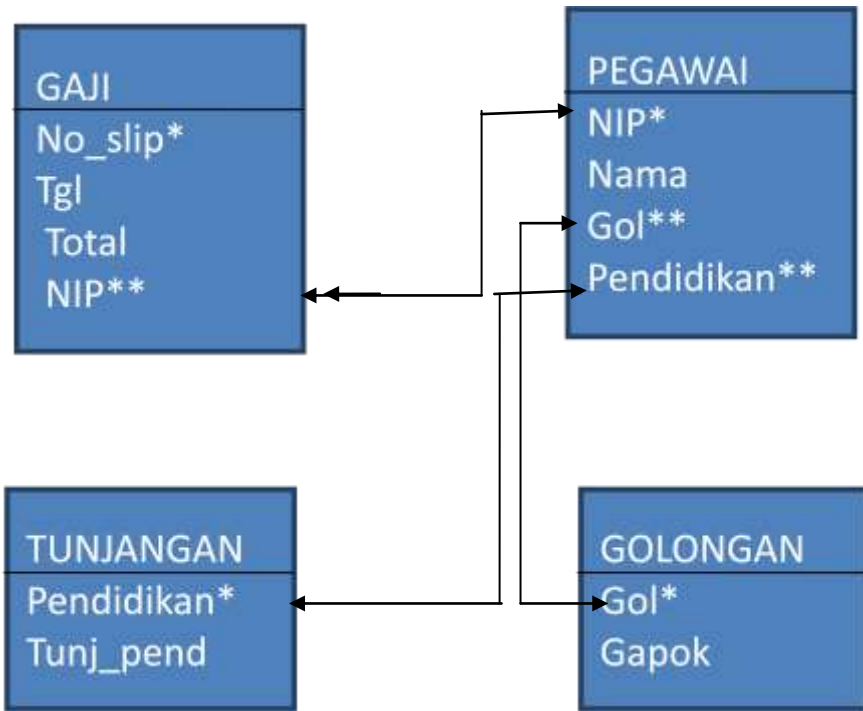 GAJI
No_slip*
Tgl
Total
NIP**
PEGAWAI
NIP*
Nama
Gol**
Pendidikan**
TUNJANGAN
Pendidikan*
Tunj_pend
GOLONGAN
Gol*
Gapok